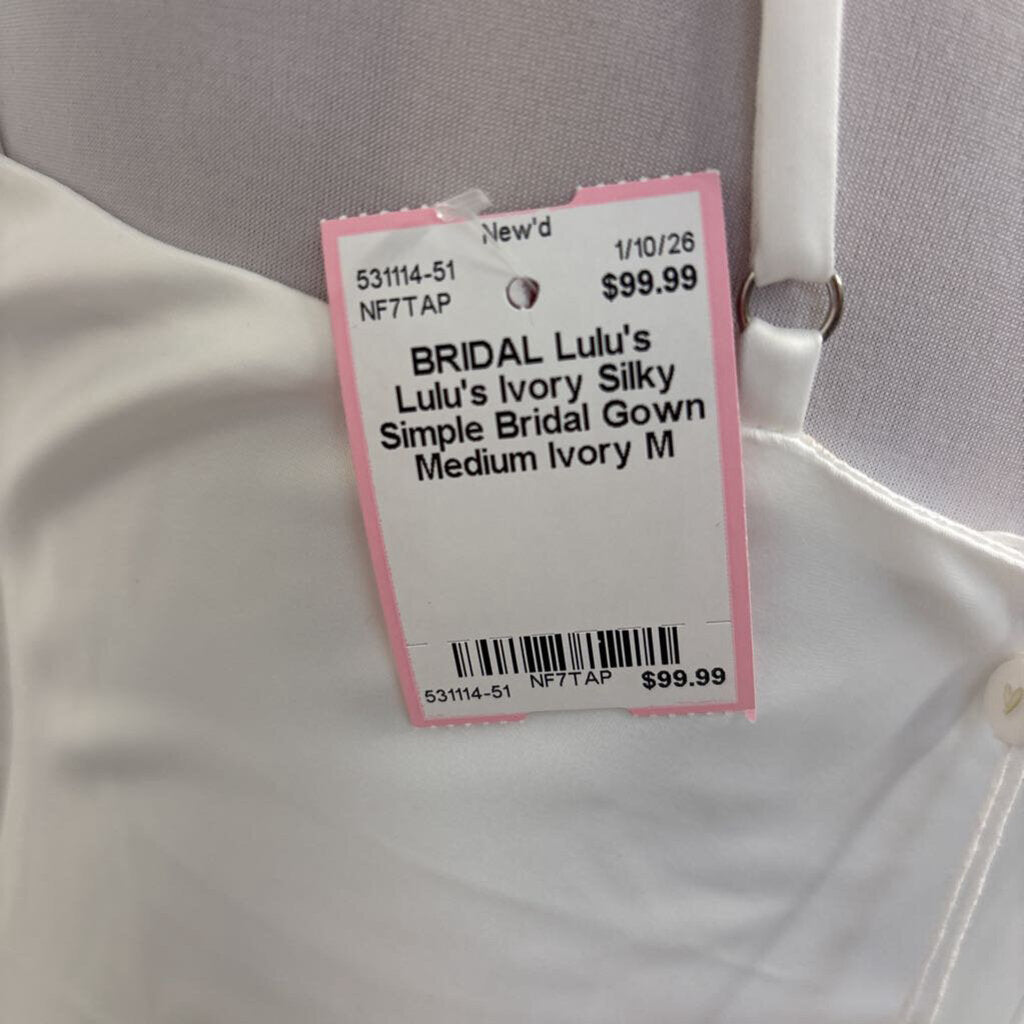 New'd
531114-51 1/10/26
NF7TAP $99.99
BRIDAL Lulu's
Lulu's Ivory Silky
Simple Bridal Gown
Medium Ivory M
531114-51 NF7TAP $99.99